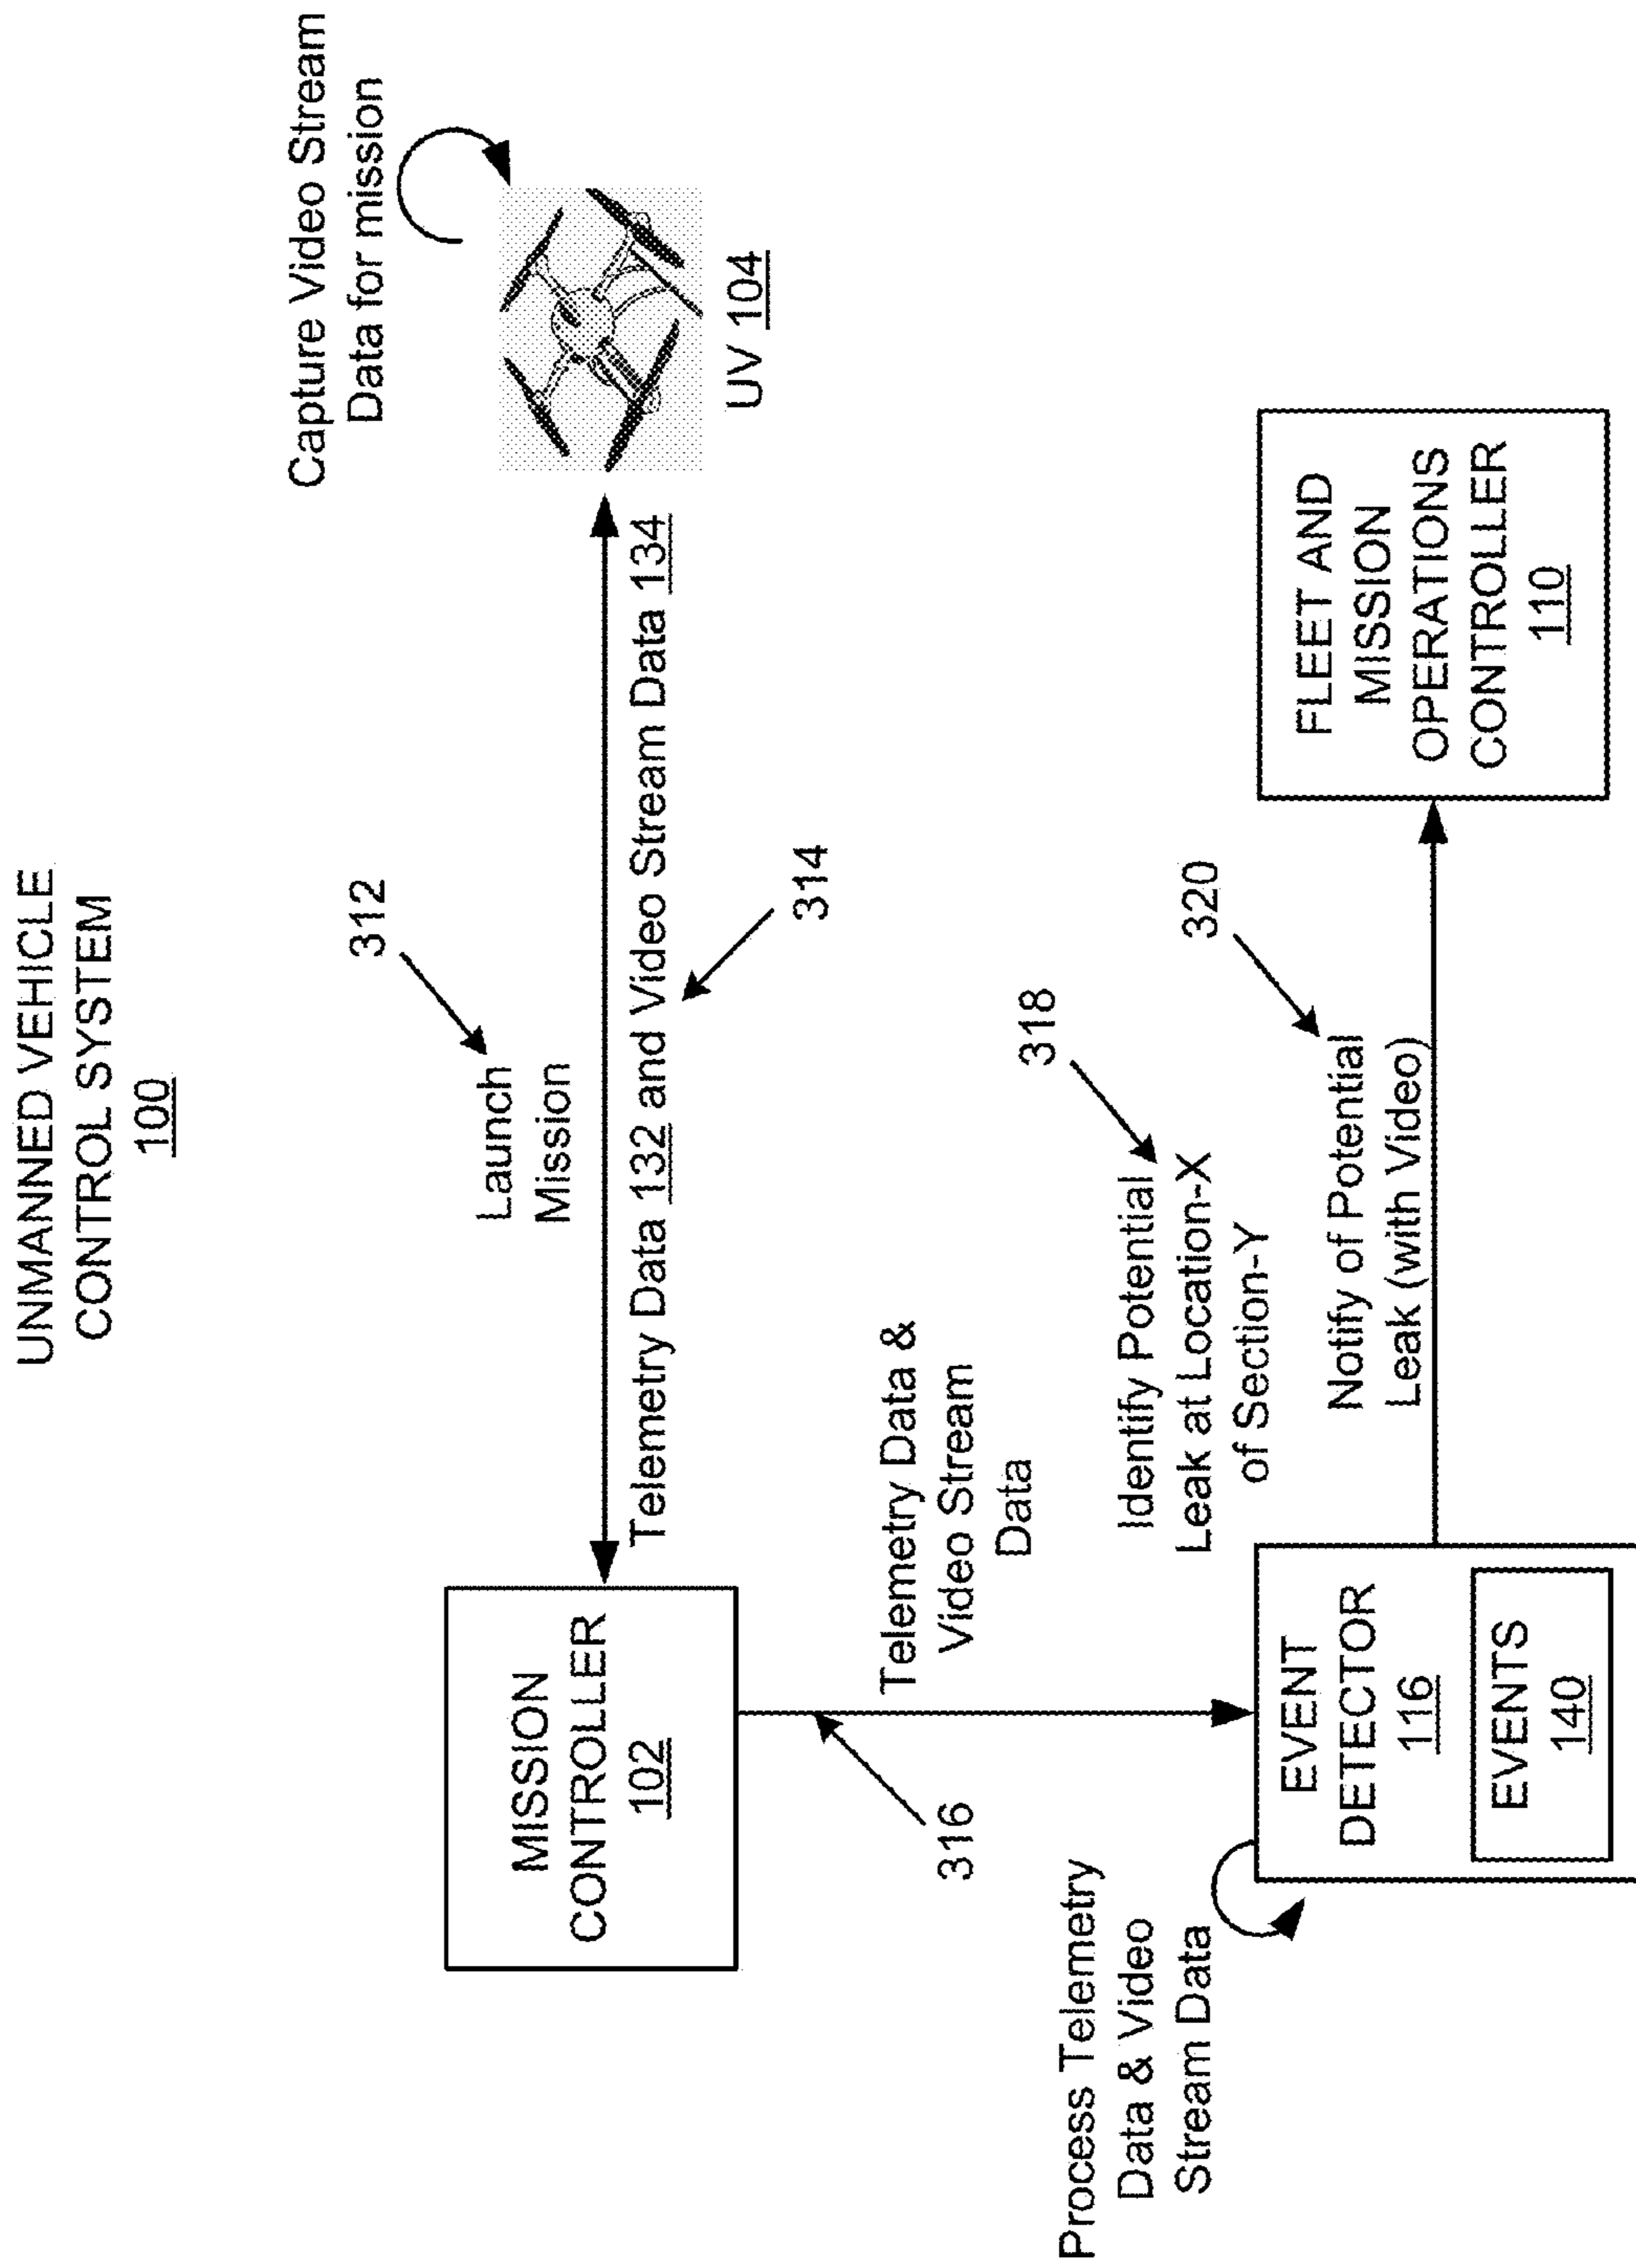 UNMANNED VEHICLE
CONTROL SYSTEM
100
Capture Video Stream
Data for mission
312
Launch
Mission
MISSION
CONTROLLER
102
Telemetry Data 132 and Video Stream Data 134
UV 104
314
316
Telemetry Data &
Video Stream
Data
318
Identify Potential
Leak at Location-X
of Section-Y
320
Process Telemetry
Data & Video
Stream Data
EVENT
DETECTOR
116
EVENTS
140
Notify of Potential
Leak (with Video)
FLEET AND
MISSION
OPERATIONS
CONTROLLER
110